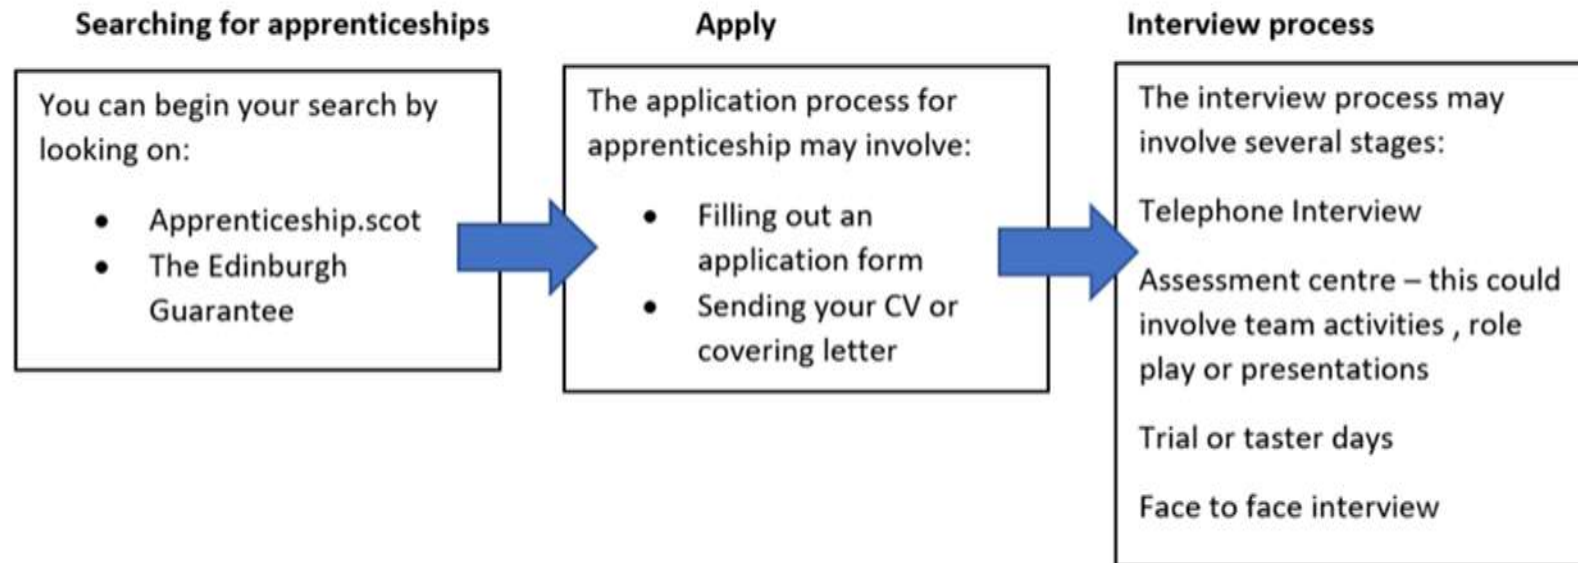 Searching for apprenticeships
You can begin your search by
looking on:
• Apprenticeship.scot
• The Edinburgh
Guarantee
Apply
The application process for
apprenticeship may involve:
• Filling out an
application form
• Sending your CV or
covering letter
Interview process
The interview process may
involve several stages:
Telephone Interview
Assessment centre – this could
involve team activities , role
play or presentations
Trial or taster days
Face to face interview